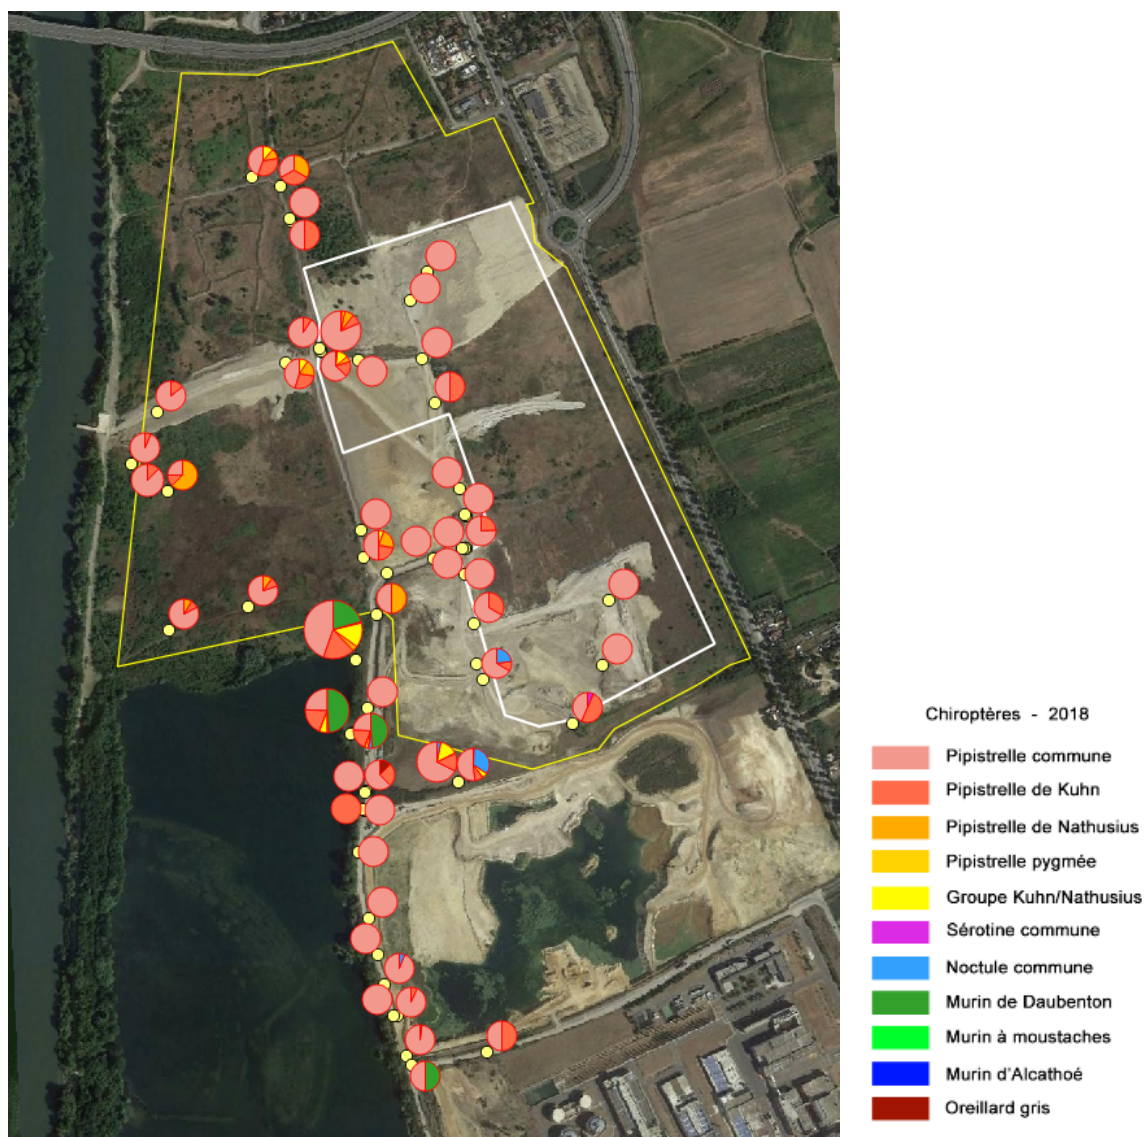 Chiroptères - 2018
Pipistrelle commune
Pipistrelle de Kuhn
Pipistrelle de Nathusius
Pipistrelle pygmée
Groupe Kuhn/Nathusius
Sérotine commune
Noctule commune
Murin de Daubenton
Murin à moustaches
Murin d'Alcathoé
Oreillard gris